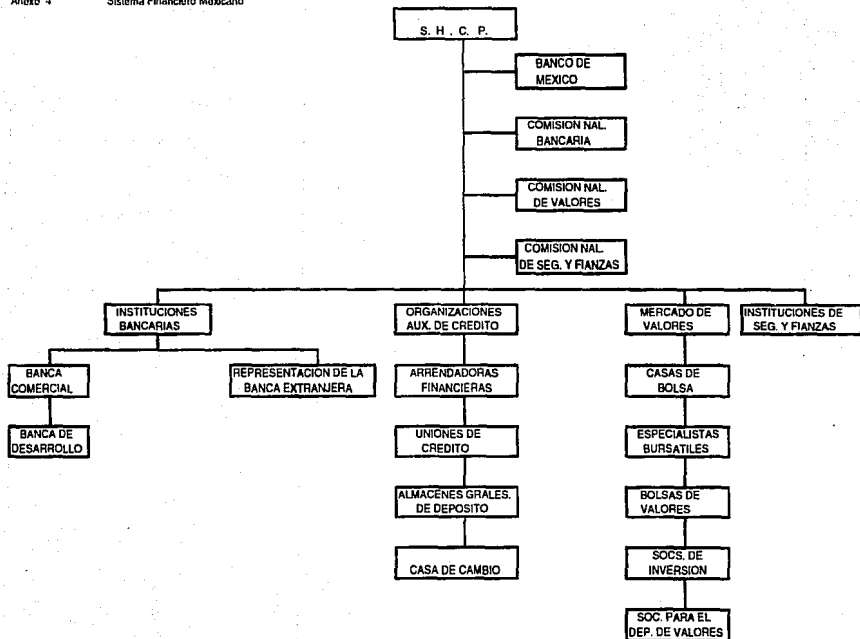 Anexo 4 Sistema Financiero Mexicano
S. H. C. P.
BANCO DE
MEXICO
COMISION NAL.
BANCARIA
COMISION NAL.
DE VALORES
COMISION NAL.
DE SEG. Y FIANZAS
INSTITUCIONES
BANCARIAS
ORGANIZACIONES
AUX. DE CREDITO
MERCADO DE
VALORES
INSTITUCIONES DE
SEG. Y FIANZAS
BANCA
COMERCIAL
REPRESENTACION DE LA
BANCA EXTRANJERA
ARRENDADORAS
FINANCIERAS
CASAS DE
BOLSA
BANCA DE
DESARROLLO
UNIONES DE
CREDITO
ESPECIALISTAS
BURSATILES
ALMACENES GRALES.
DE DEPOSITO
BOLSAS DE
VALORES
CASA DE CAMBIO
SOCS. DE
INVERSION
SOC. PARA EL
DEP. DE VALORES